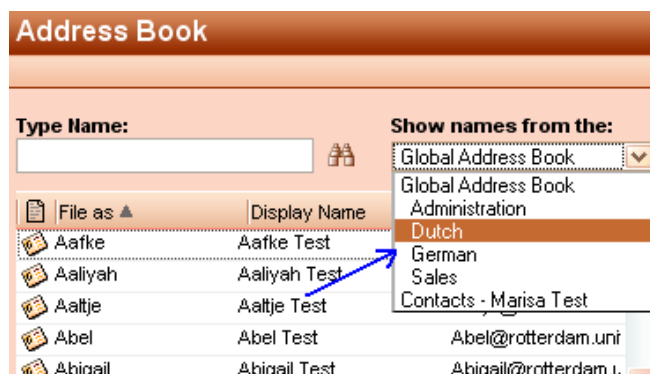 Address Book
Type Name:
Show names from the:
Global Address Book
Global Address Book
Administration
Dutch
German
Sales
Contacts - Marisa Test
File as
Display Name
Aafke
Aafke Test
Aaliyah
Aaliyah Test
Aaltje
Aaltje Test
Abel
Abel Test
Abel@rotterdam.uni
Abigail
Abigail Test
Abigail@rotterdam.u